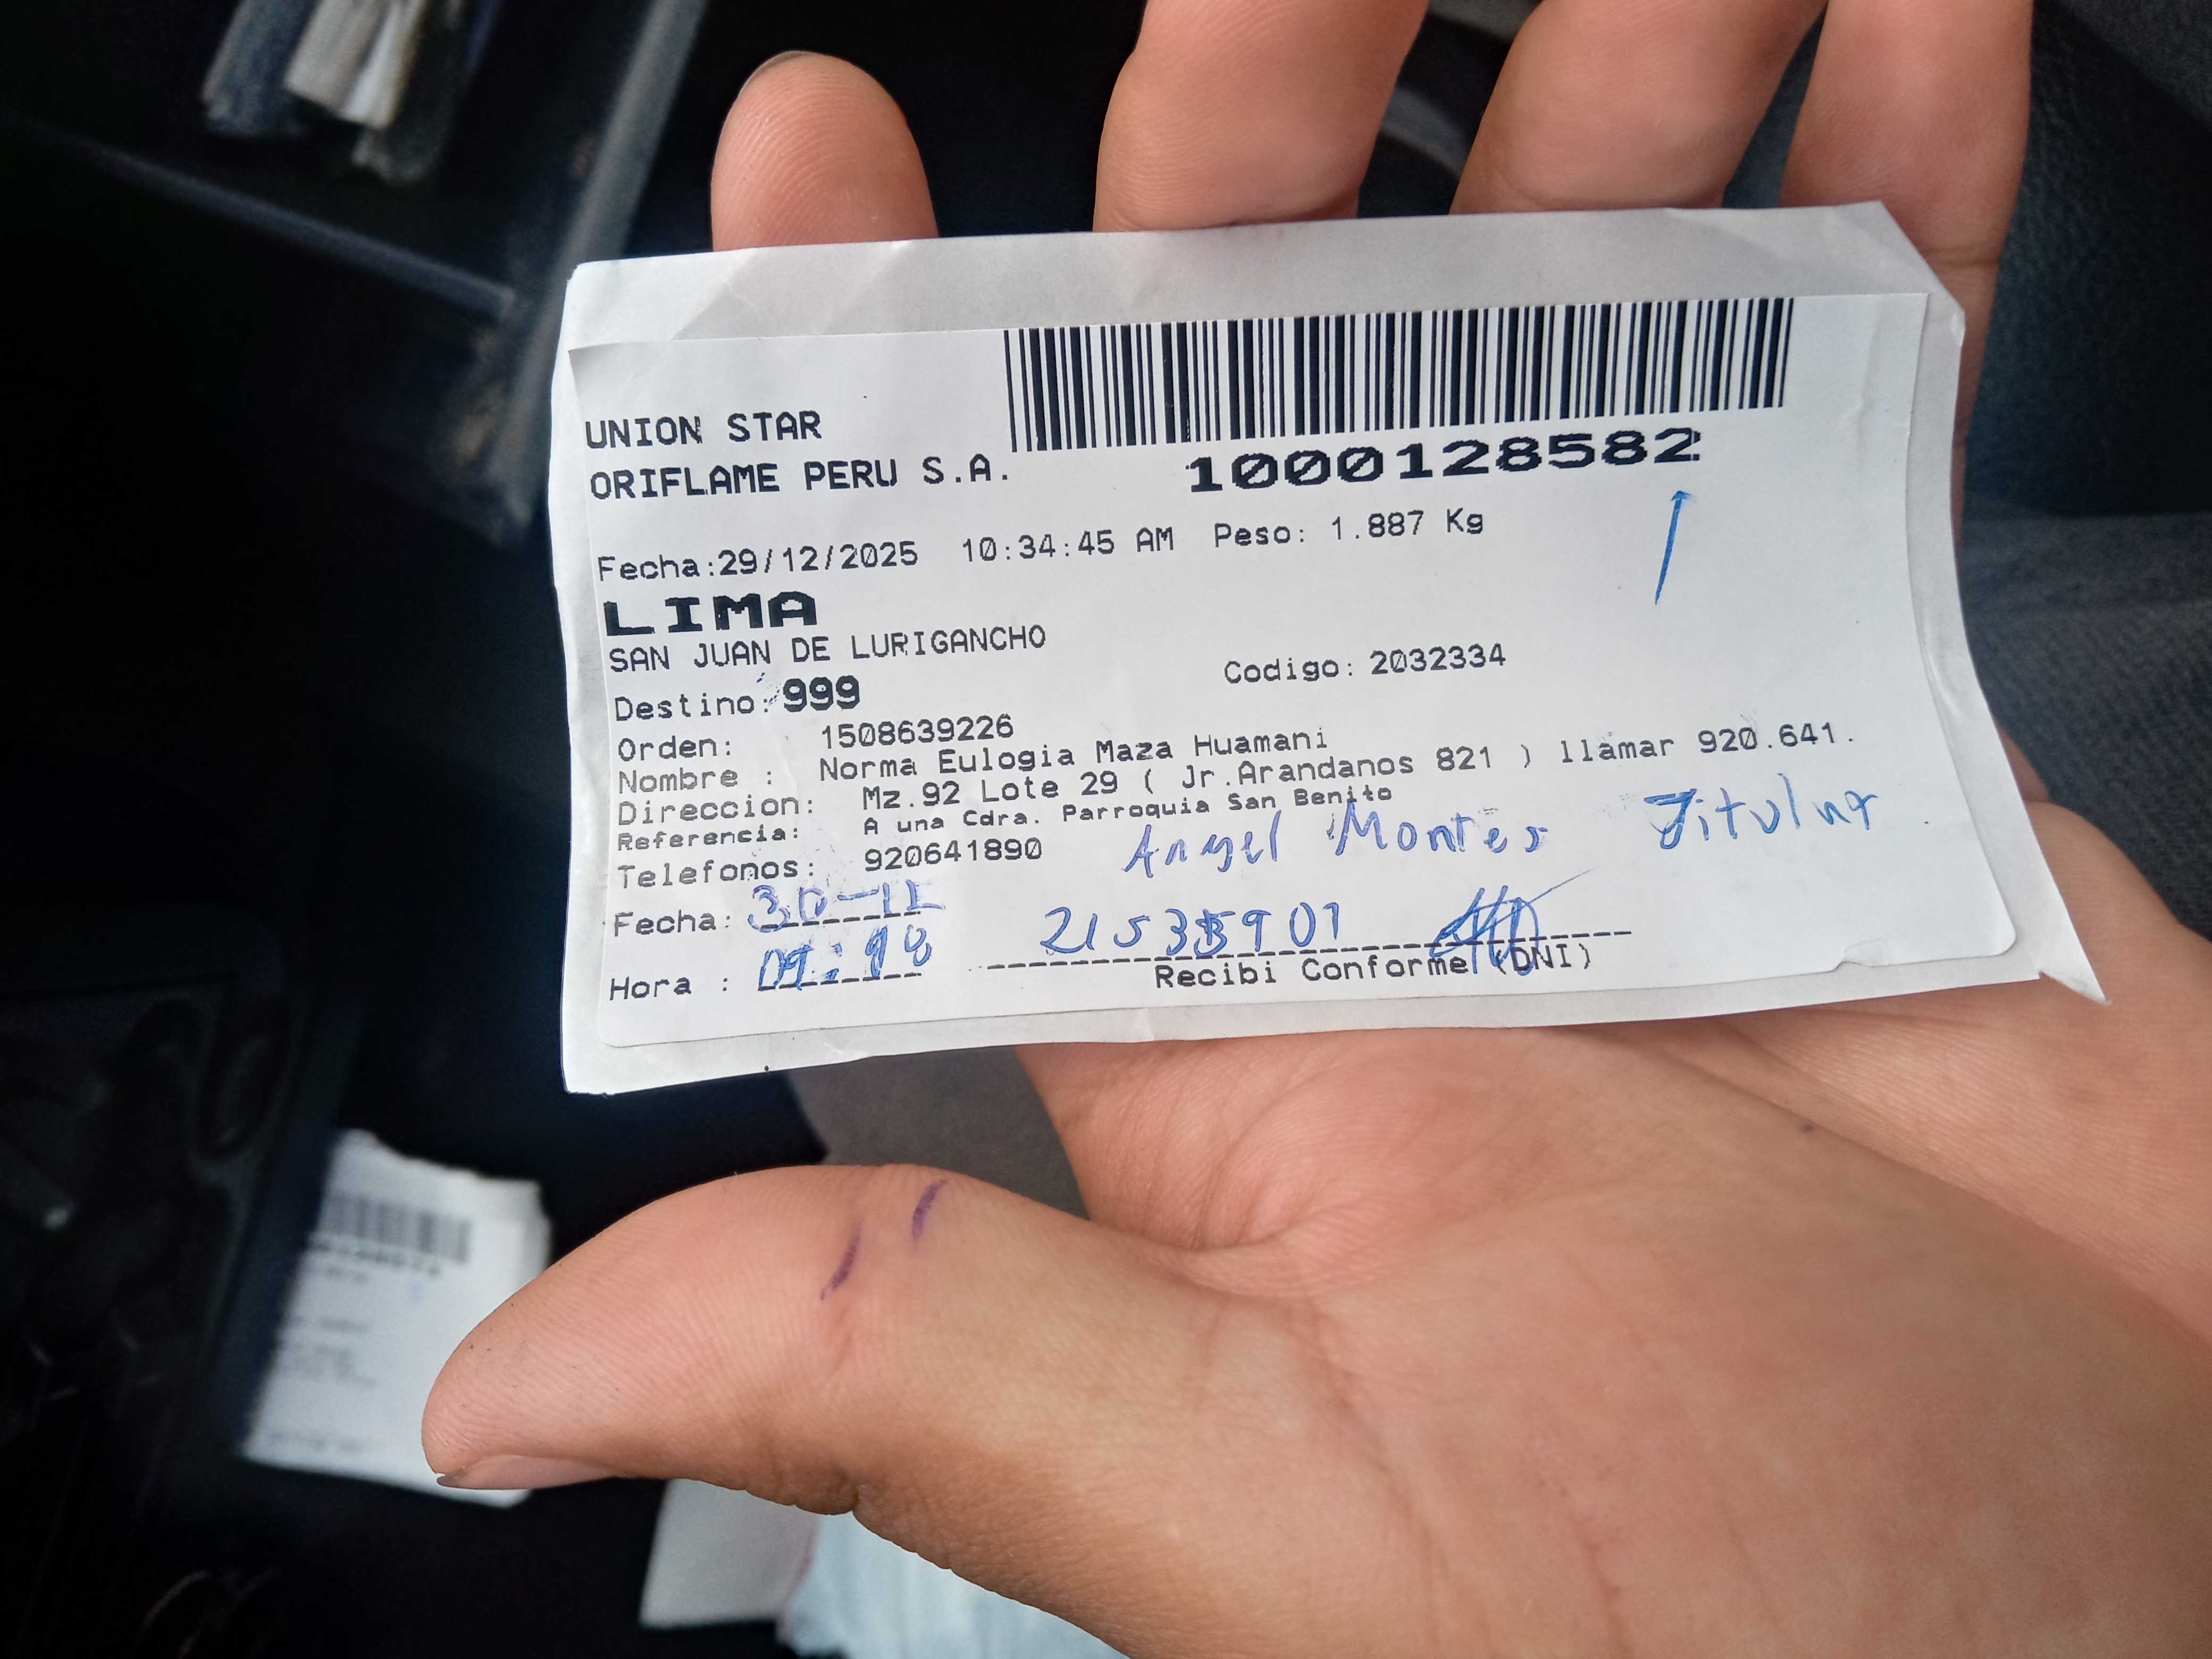 UNION STAR
ORIFLAME PERU S.A.
1000128582
Fecha:29/12/2025 10:34:45 AM Peso: 1.887 Kg
LIMA
SAN JUAN DE LURIGANCHO
Destino: 999 Codigo: 2032334
Orden: 1508639226
Nombre : Norma Eulogia Maza Huamani
Direccion: Mz.92 Lote 29 ( Jr.Arandanos 821 ) llamar 920.641.
Referencia: A una Cdra. Parroquia San Benito
Telefonos: 920641890 Angel Montes Titular
Fecha: 30-12
Hora :
Recibi Conforme (DNI)